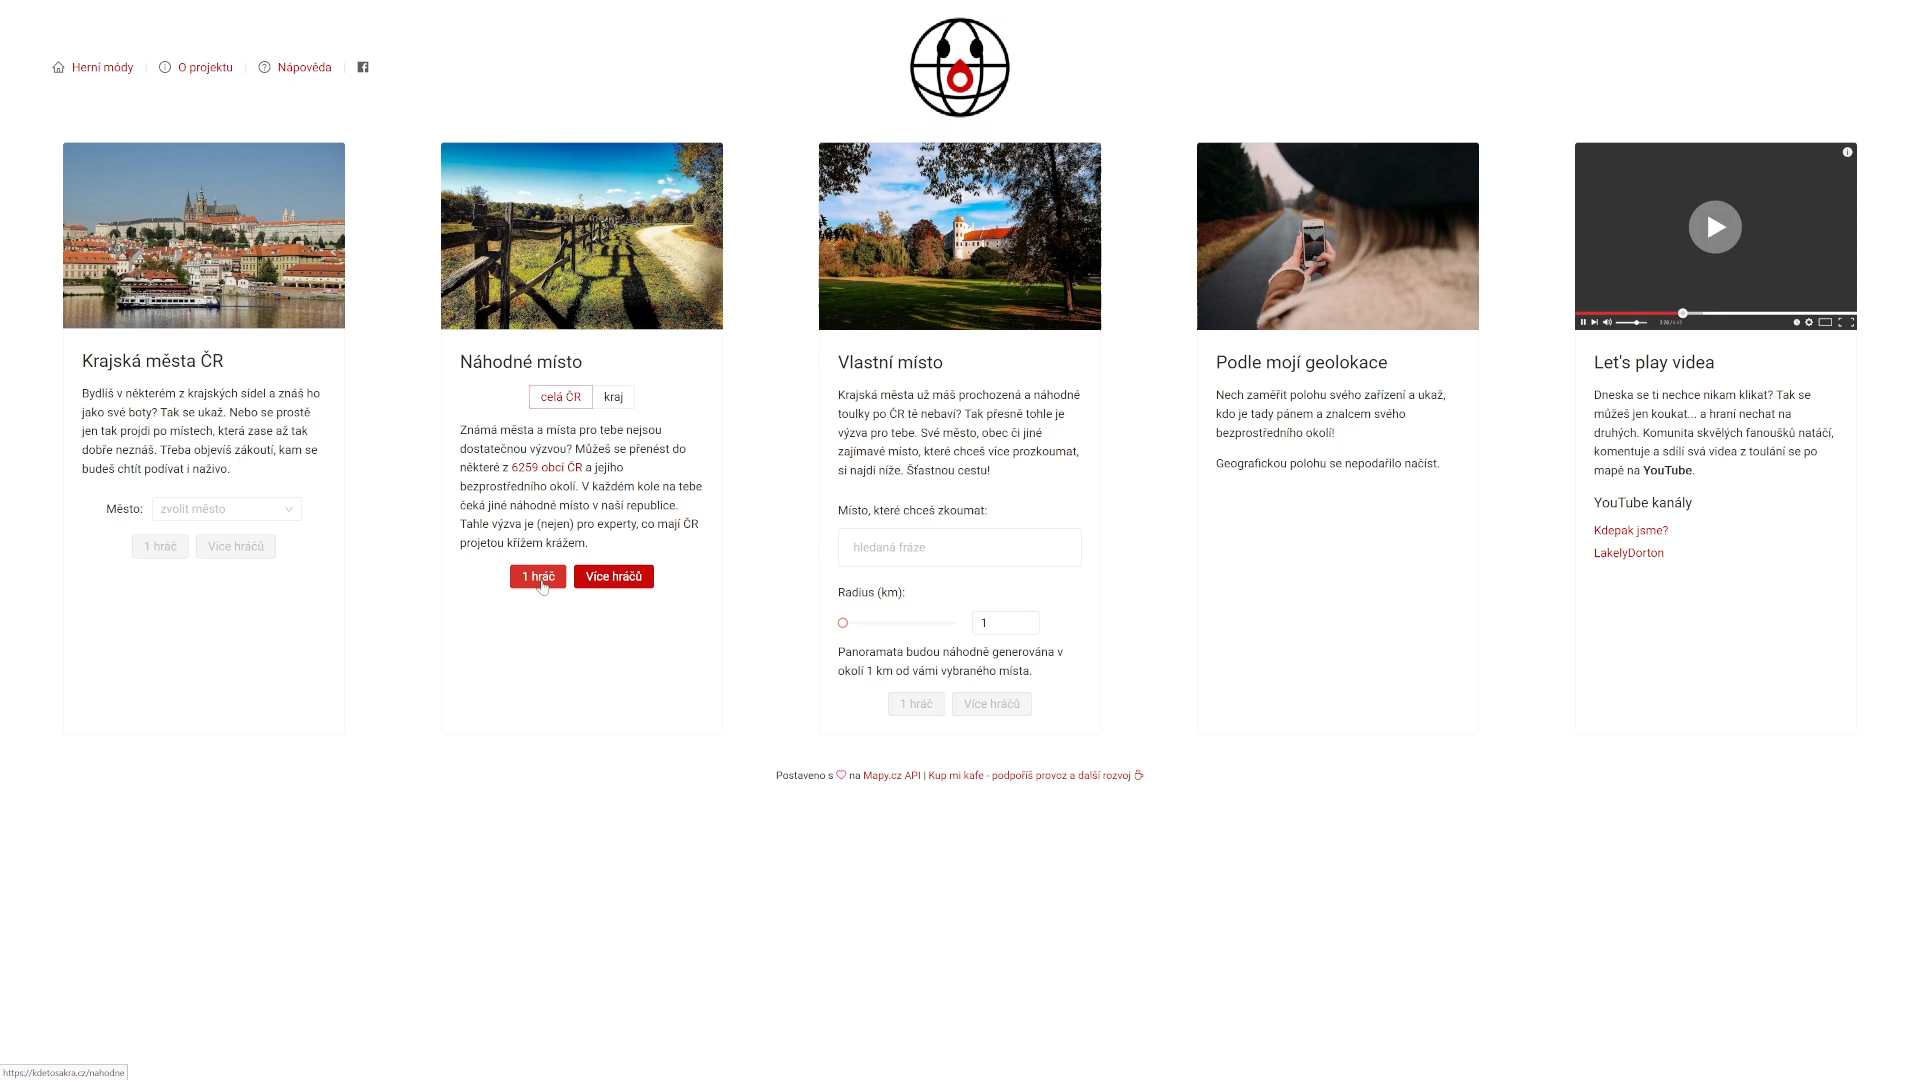 Herní módy
O projektu
Nápověda
Krajská města ČR
Bydlíš v některém z krajských sídel a znáš ho
jako své boty? Tak se ukaž. Nebo se prostě
jen tak projdi po místech, která zase až tak
dobře neznáš. Třeba objevíš zákoutí, kam se
budeš chtít podívat i naživo.
Město:
zvolit město
1 hráč
Více hráčů
Náhodné místo
celá ČR
kraj
Známá města a místa pro tebe nejsou
dostatečnou výzvou? Můžeš se přenést do
některé z 6259 obcí ČR a jejího
bezprostředního okolí. V každém kole na tebe
čeká jiné náhodné místo v naší republice.
Tahle výzva je (nejen) pro experty, co mají ČR
projetou křížem krážem.
1 hráč
Více hráčů
Vlastní místo
Krajská města už máš prochozená a náhodné
toulky po ČR tě nebaví? Tak přesně tohle je
výzva pro tebe. Své město, obec či jiné
zajímavé místo, které chceš více prozkoumat,
si najdi níže. Šťastnou cestu!
Místo, které chceš zkoumat:
hledaná fráze
Radius (km):
1
Panoramata budou náhodně generována v
okolí 1 km od vámi vybraného místa.
1 hráč
Více hráčů
Podle mojí geolokace
Nech zaměřit polohu svého zařízení a ukaž,
kdo je tady pánem a znalcem svého
bezprostředního okolí!
Geografickou polohu se nepodařilo načíst.
Let's play videa
Dneska se ti nechce nikam klikat? Tak se
můžeš jen koukat... a hraní nechat na
druhých. Komunita skvělých fanoušků natáčí,
komentuje a sdílí svá videa z toulání se po
mapě na YouTube.
YouTube kanály
Kdepak jsme?
LakelyDorton
Postaveno s na Mapy.cz API | Kup mi kafe - podpoříš provoz a další rozvoj
https://kdetosakra.cz/nahodne